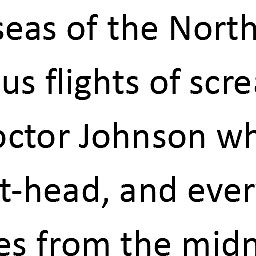 seas of the North
us flights of screa
octor Johnson wh
t-head, and ever
es from the midn